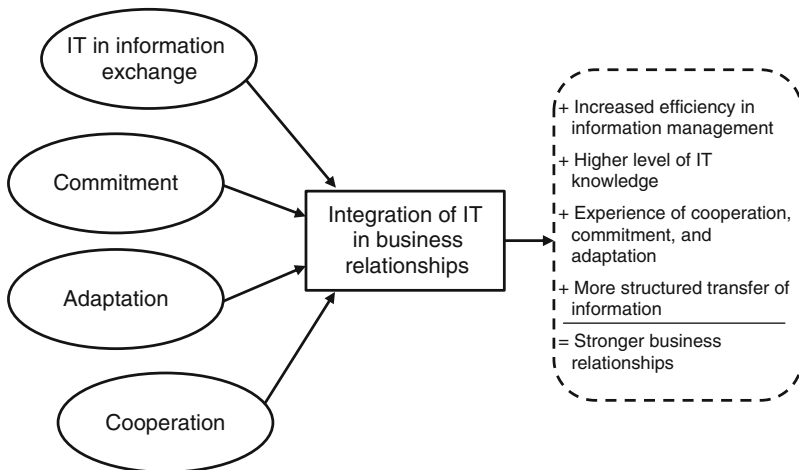 IT in information
exchange
Commitment
Adaptation
Cooperation
Integration of IT
in business
relationships
+ Increased efficiency in
information management
+ Higher level of IT
knowledge
+ Experience of cooperation,
commitment, and
adaptation
+ More structured transfer of
information
= Stronger business
relationships